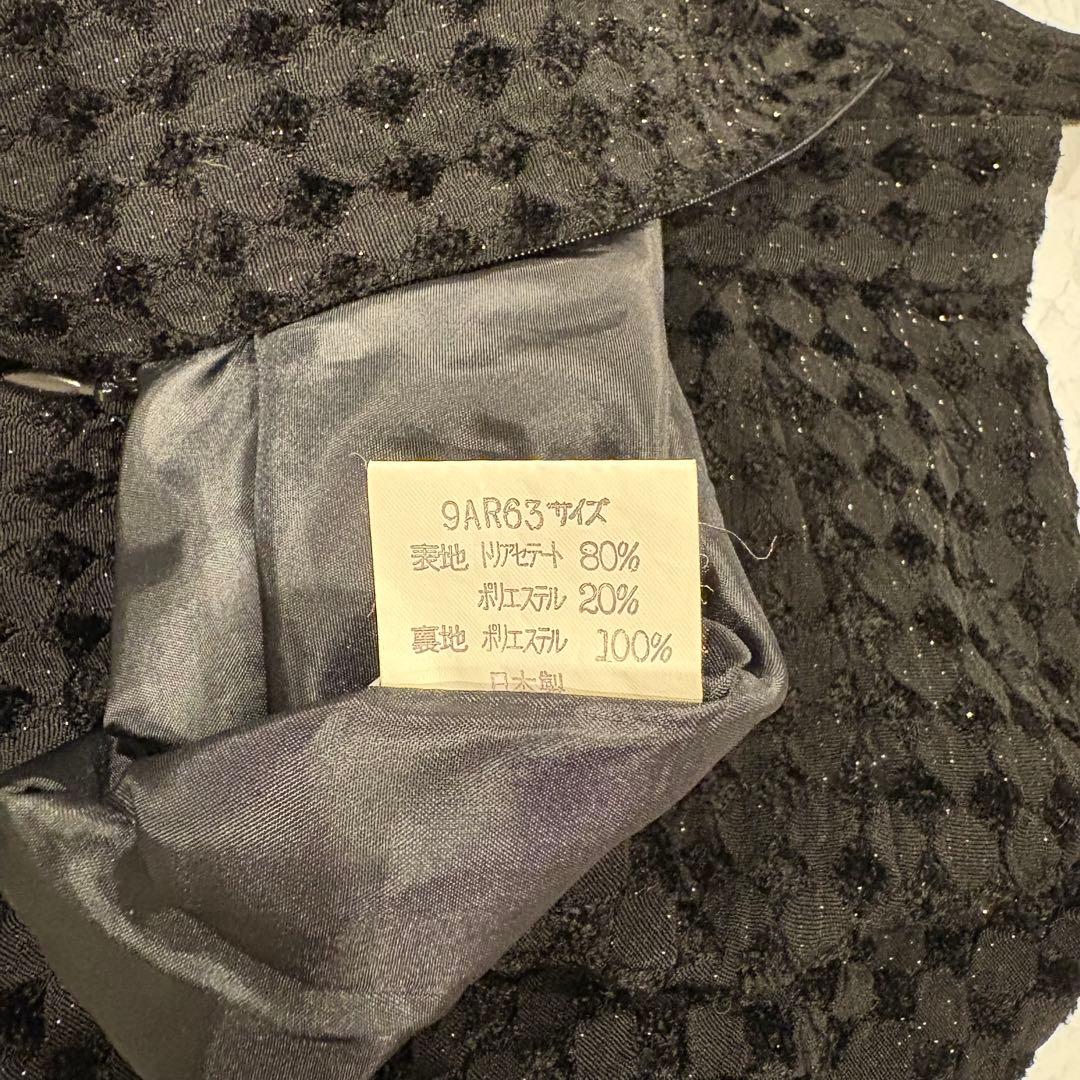 9AR63サイズ
表地 トリアセテート 80%
ポリエステル 20%
裏地 ポリエステル 100%
日本製